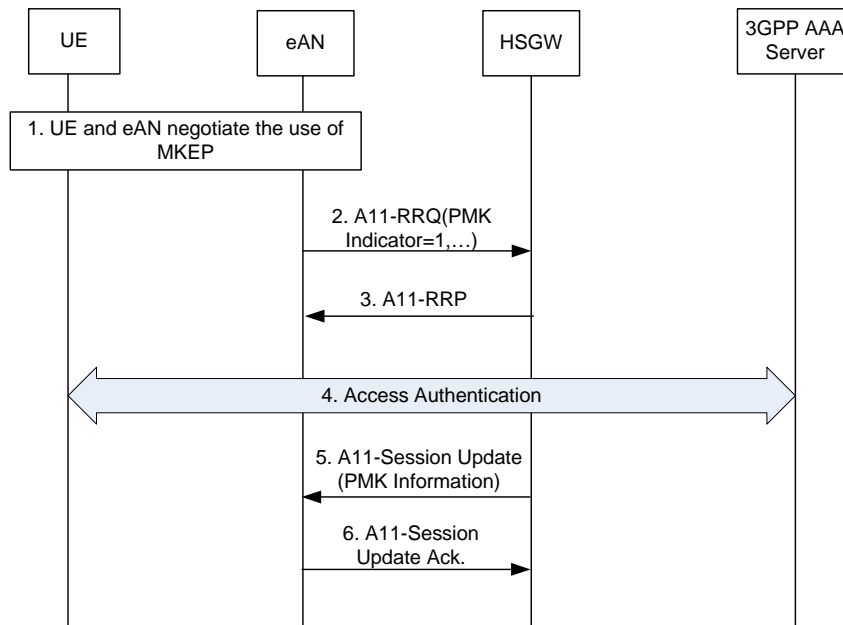 UE
eAN
HSGW
3GPP AAA
Server
1. UE and eAN negotiate the use of
MKEP
2. A11-RRQ(PMK
Indicator=1,...)
3. A11-RRP
4. Access Authentication
5. A11-Session Update
(PMK Information)
6. A11-Session
Update Ack.